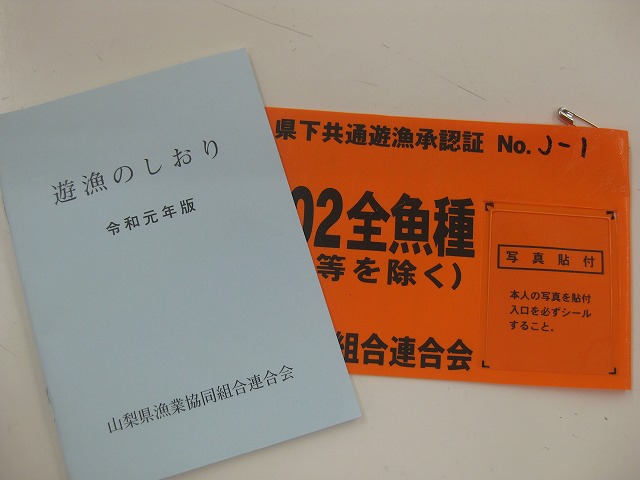 遊漁のしおり
令和元年版
山梨県漁業協同組合連合会
県下共通遊漁承認証 No. J-1
02全魚種
等を除く)
組合連合会
写真貼付
本人の写真を貼付
入口を必ずシール
すること．